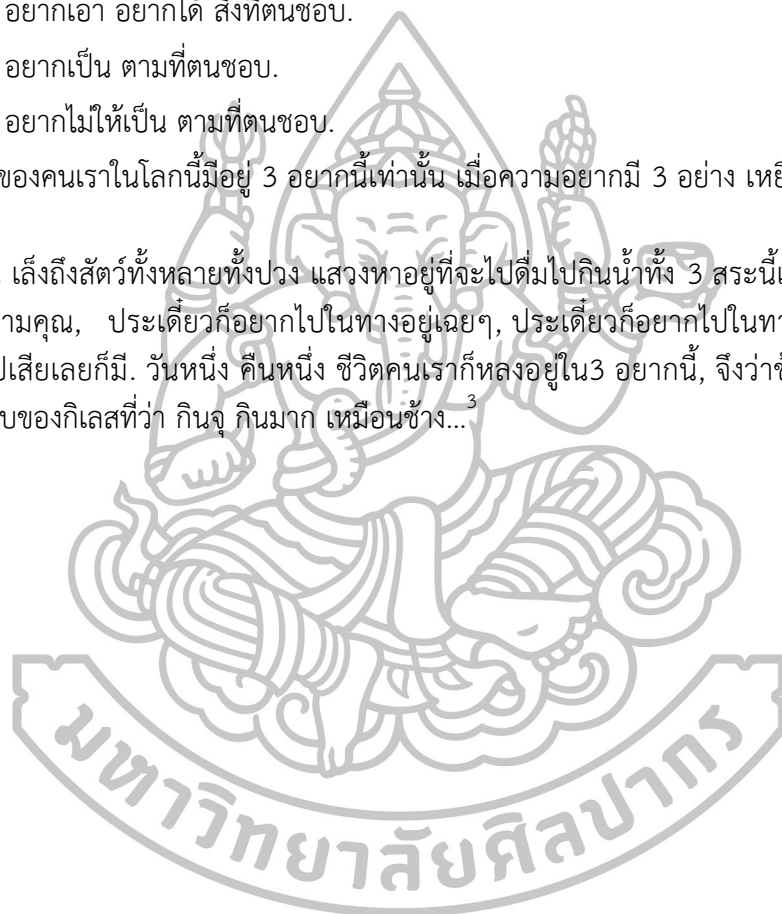 อยากเอา อยากได้ สิ่งที่ตนชอบ.
อยากเป็น ตามที่ตนชอบ.
อยากไม่ให้เป็น ตามที่ตนชอบ.
ของคนเราในโลกนี้มีอยู่ 3 อยากนี้เท่านั้น เมื่อความอยากมี 3 อย่าง
เล็งถึงสัตว์ทั้งหลายทั้งปวง แสวงหาอยู่ที่จะไปดื่มไปกินน้ำทั้ง 3 สระนี้
ามคุณ, ประเดี๋ยวก็อยากไปในทางอยู่เฉยๆ, ประเดี๋ยวก็อยากไปในทา
ปเสียเลยก็มี. วันหนึ่ง คืนหนึ่ง ชีวิตคนเราก็หลงอยู่ใน3 อยากนี้, จึงว่า
บของกิเลสที่ว่า กินจุ กินมาก เหมือนช้าง...3
มหาวิทยาลัยศิลปากร